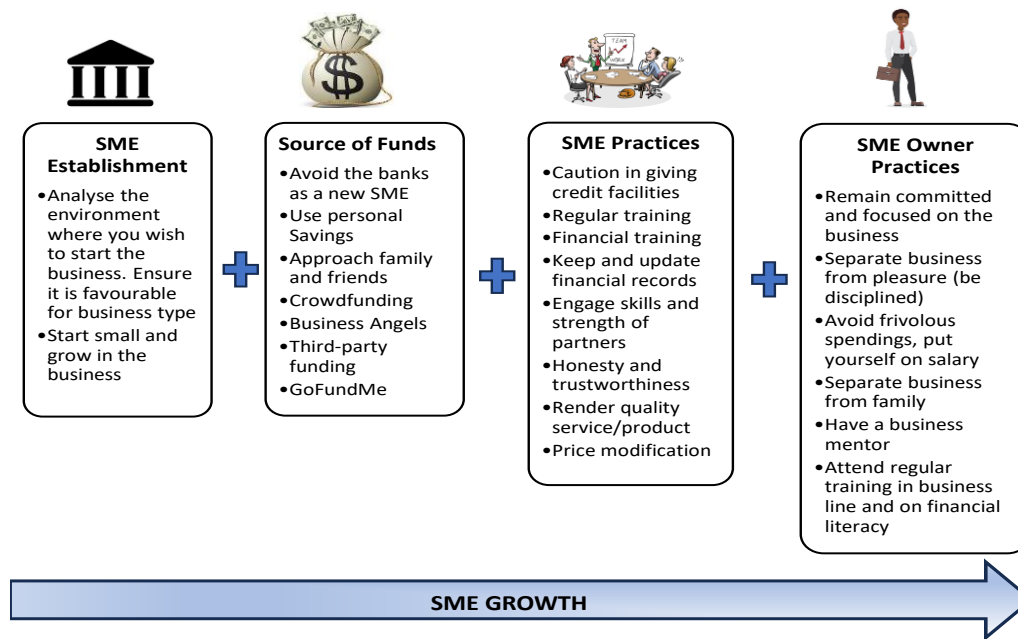 TEAM
WORK
SME
Establishment
•Analyse the
environment
where you wish
to start the
business. Ensure
it is favourable
for business type
•Start small and
grow in the
business
Source of Funds
•Avoid the banks
as a new SME
•Use personal
Savings
•Approach family
and friends
•Crowdfunding
•Business Angels
•Third-party
funding
•GoFundMe
SME Practices
•Caution in giving
credit facilities
•Regular training
•Financial training
•Keep and update
financial records
•Engage skills and
strength of
partners
•Honesty and
trustworthiness
•Render quality
service/product
•Price modification
SME Owner
Practices
•Remain committed
and focused on the
business
•Separate business
from pleasure (be
disciplined)
•Avoid frivolous
spendings, put
yourself on salary
•Separate business
from family
•Have a business
mentor
•Attend regular
training in business
line and on financial
literacy
SME GROWTH